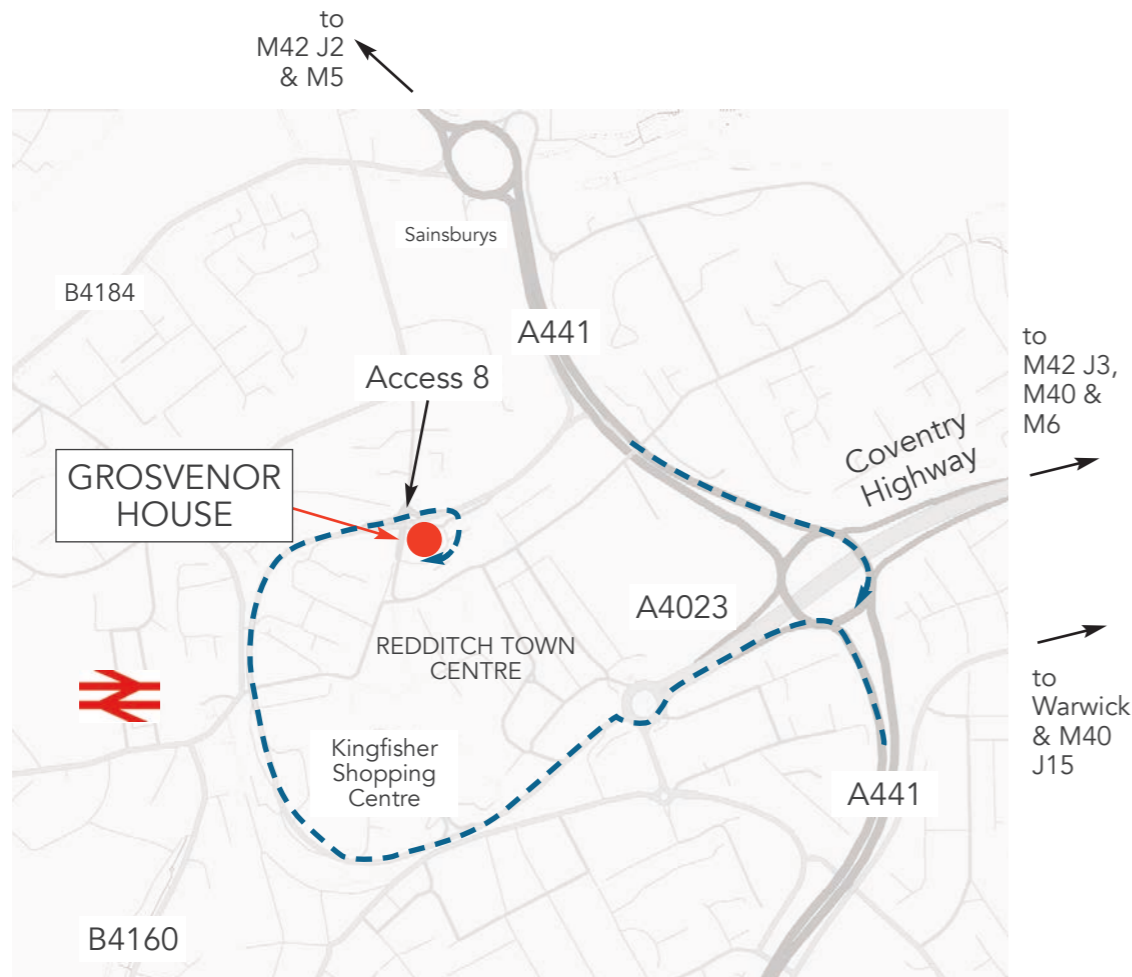 to
M42 J2
& M5
Sainsburys
B4184
A441
to
M42 J3,
M40 &
M6
Access 8
Coventry
Highway
GROSVENOR
HOUSE
A4023
REDDITCH TOWN
CENTRE
to
Warwick
& M40
J15
Kingfisher
Shopping
Centre
A441
B4160